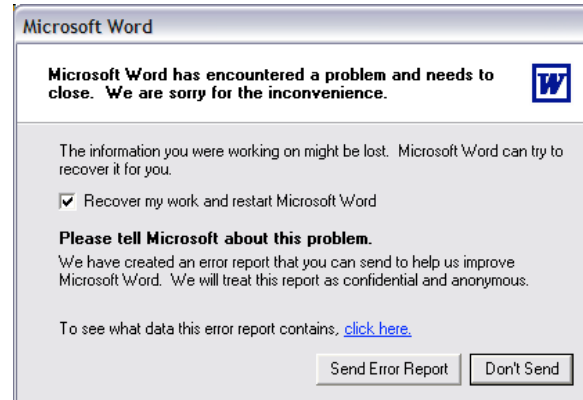 Microsoft Word
Microsoft Word has encountered a problem and needs to
close.  We are sorry for the inconvenience.
W
The information you were working on might be lost.  Microsoft Word can try to
recover it for you.
Recover my work and restart Microsoft Word
Please tell Microsoft about this problem.
We have created an error report that you can send to help us improve
Microsoft Word.  We will treat this report as confidential and anonymous.
To see what data this error report contains, click here.
Send Error Report
Don't Send